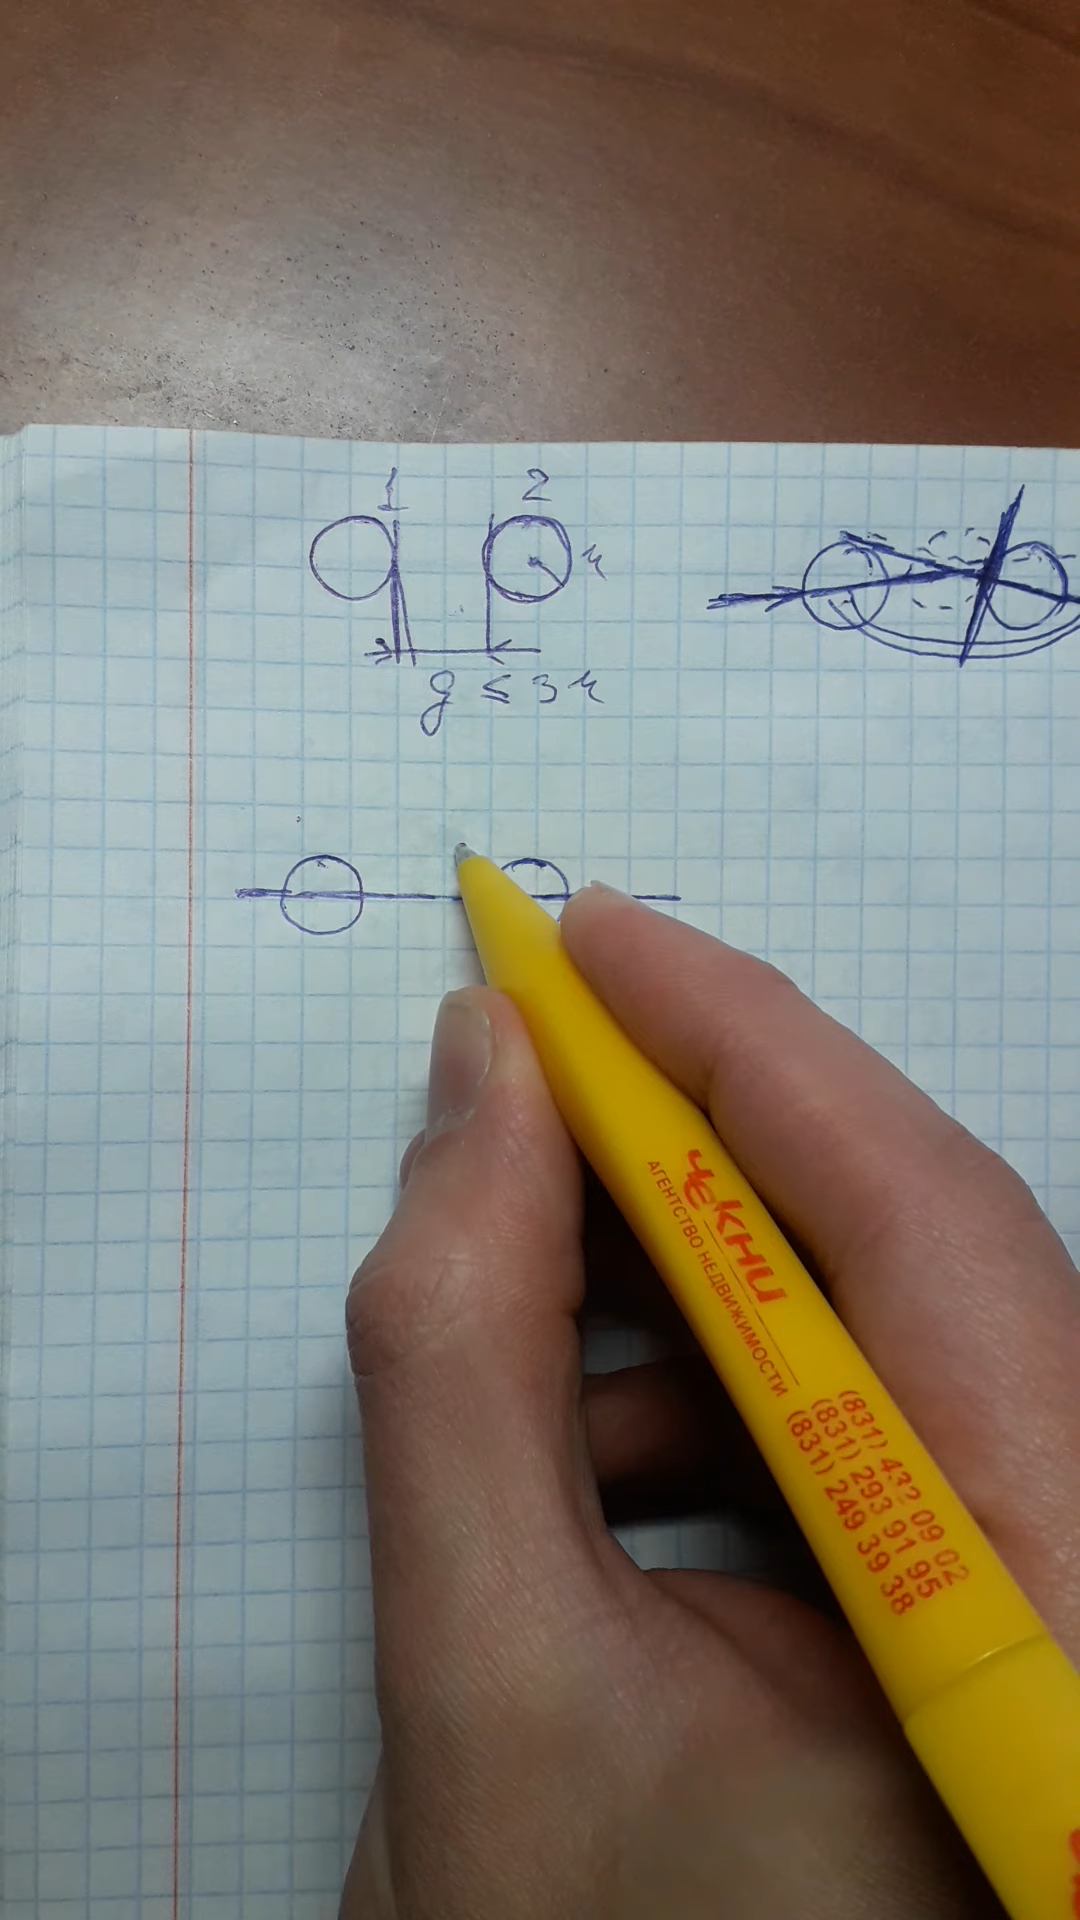 1 2
r
g ≤ 3r
ЧЕКНИ
АГЕНТСТВО НЕДВИЖИМОСТИ
(831) 432 09 02
(831) 293 91 95
(831) 249 39 38